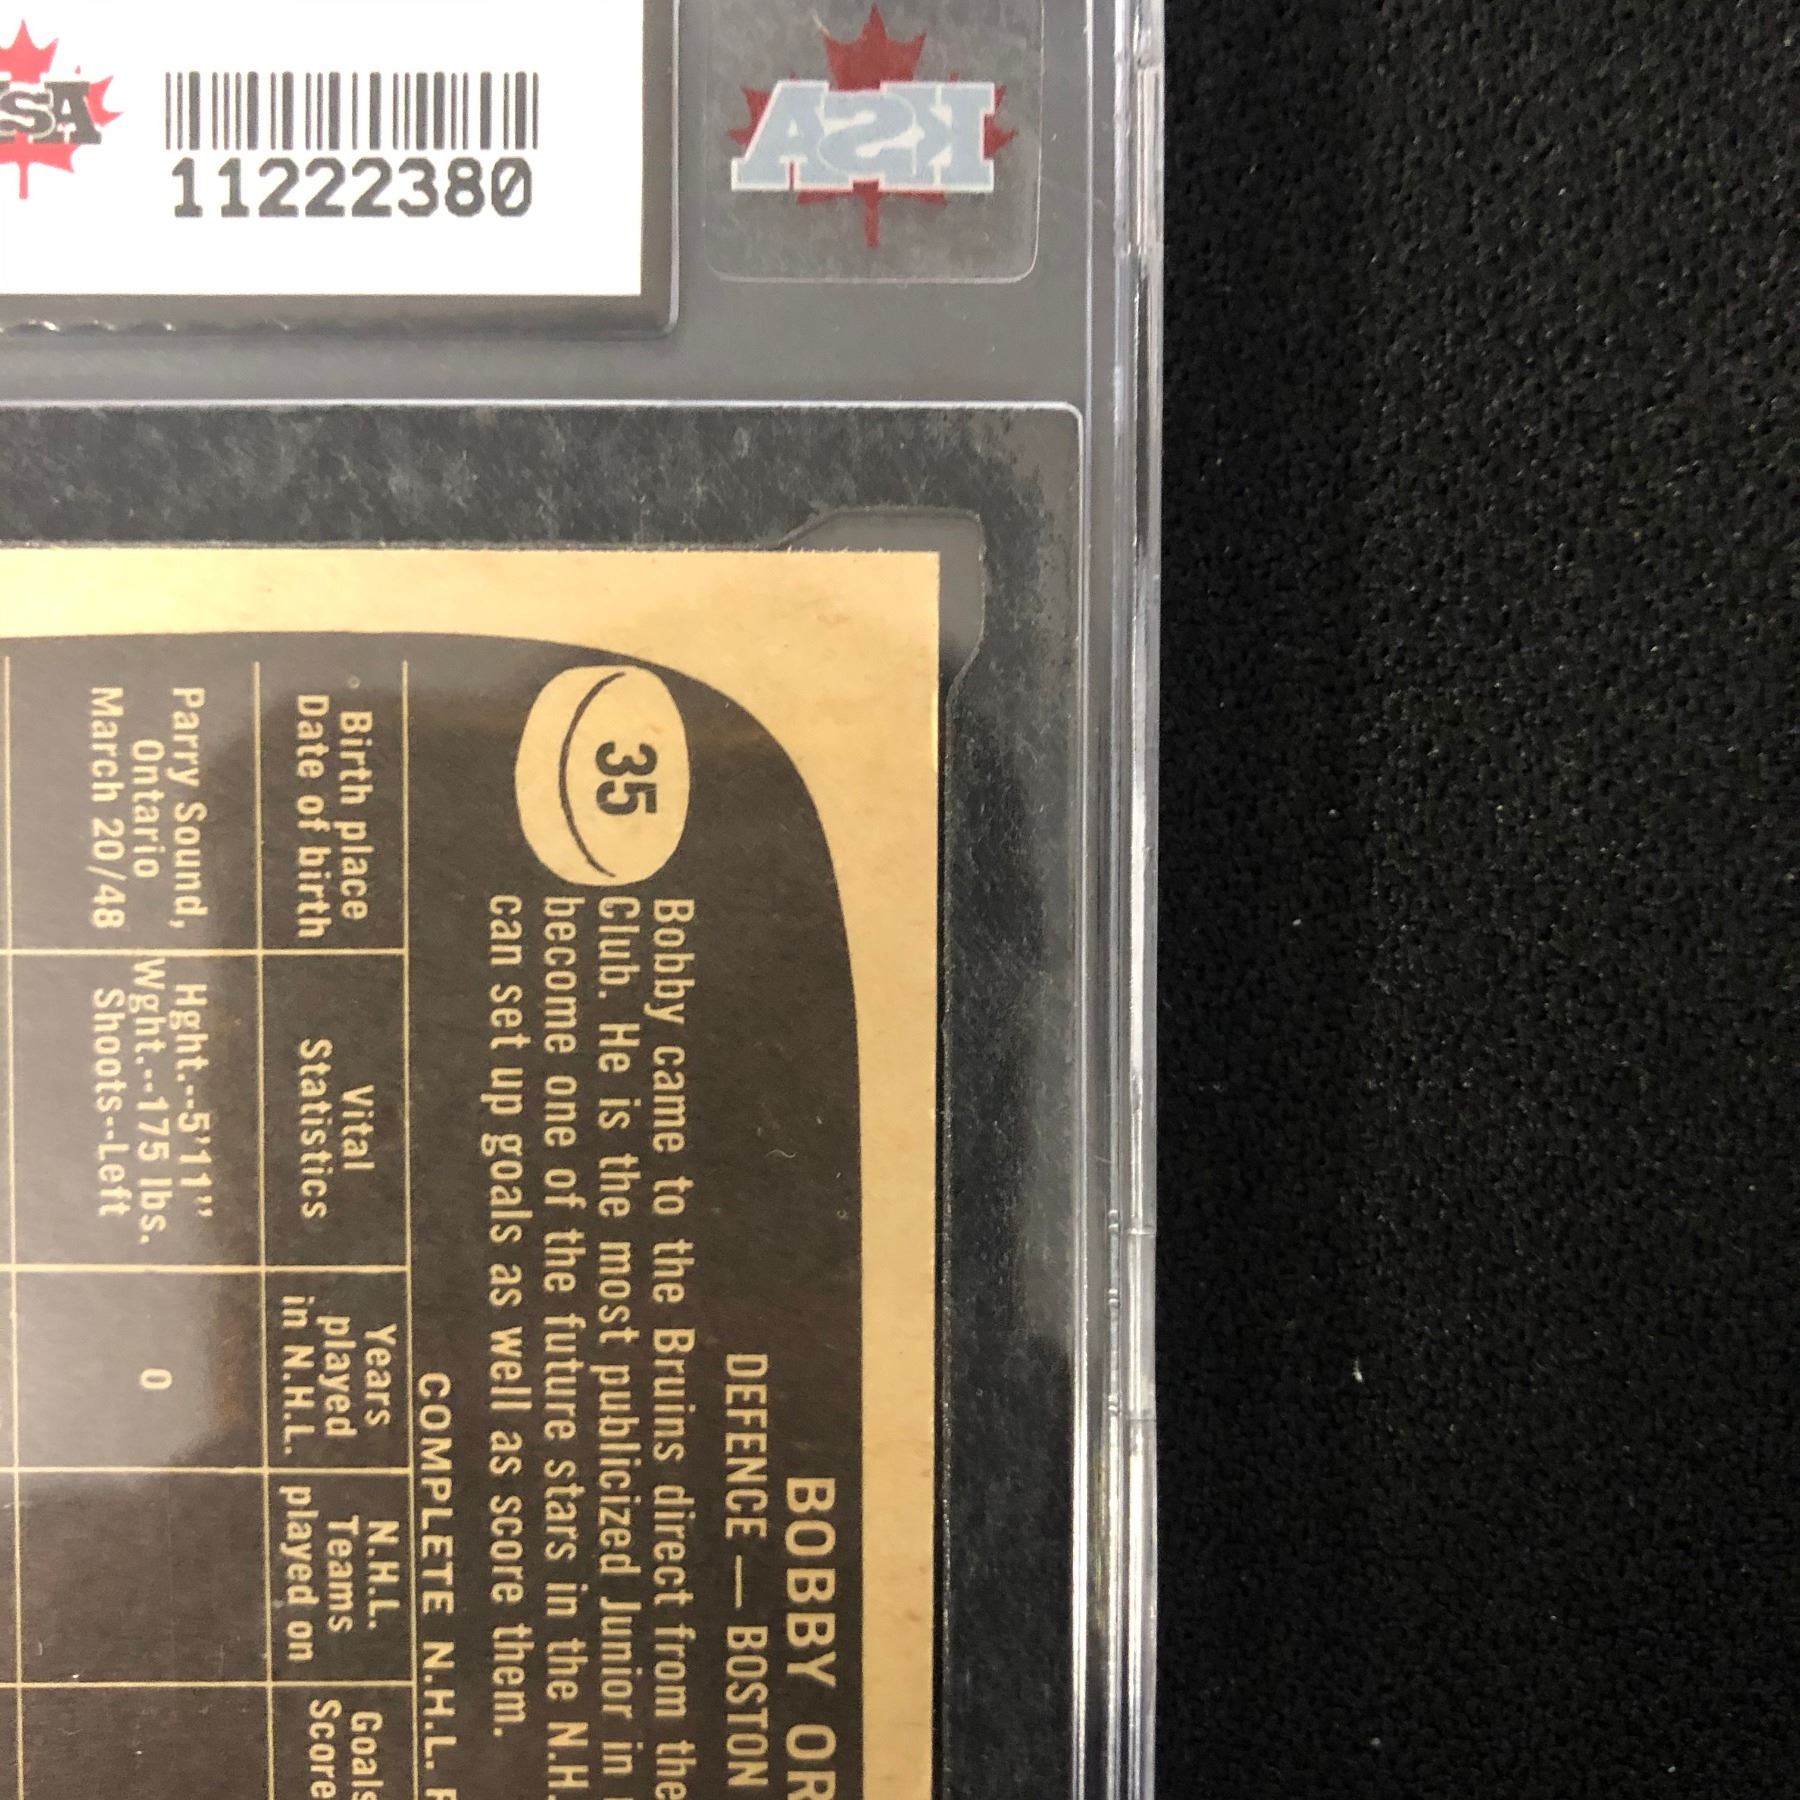 KSA
SA
11222380
BOBBY OR
DEFENCE — BOSTON
35
Bobby came to the Bruins direct from the
Club. He is the most publicized Junior in
become one of the future stars in the N.H.
can set up goals as well as score them.
COMPLETE N.H.L.
Birth place
Date of birth
Vital
Statistics
Years
played
in N.H.L.
N.H.L.
Teams
played on
Goals
Score
Parry Sound,
Ontario
March 20/48
Hght.--5'11"
Wght.--175 lbs.
Shoots--Left
0